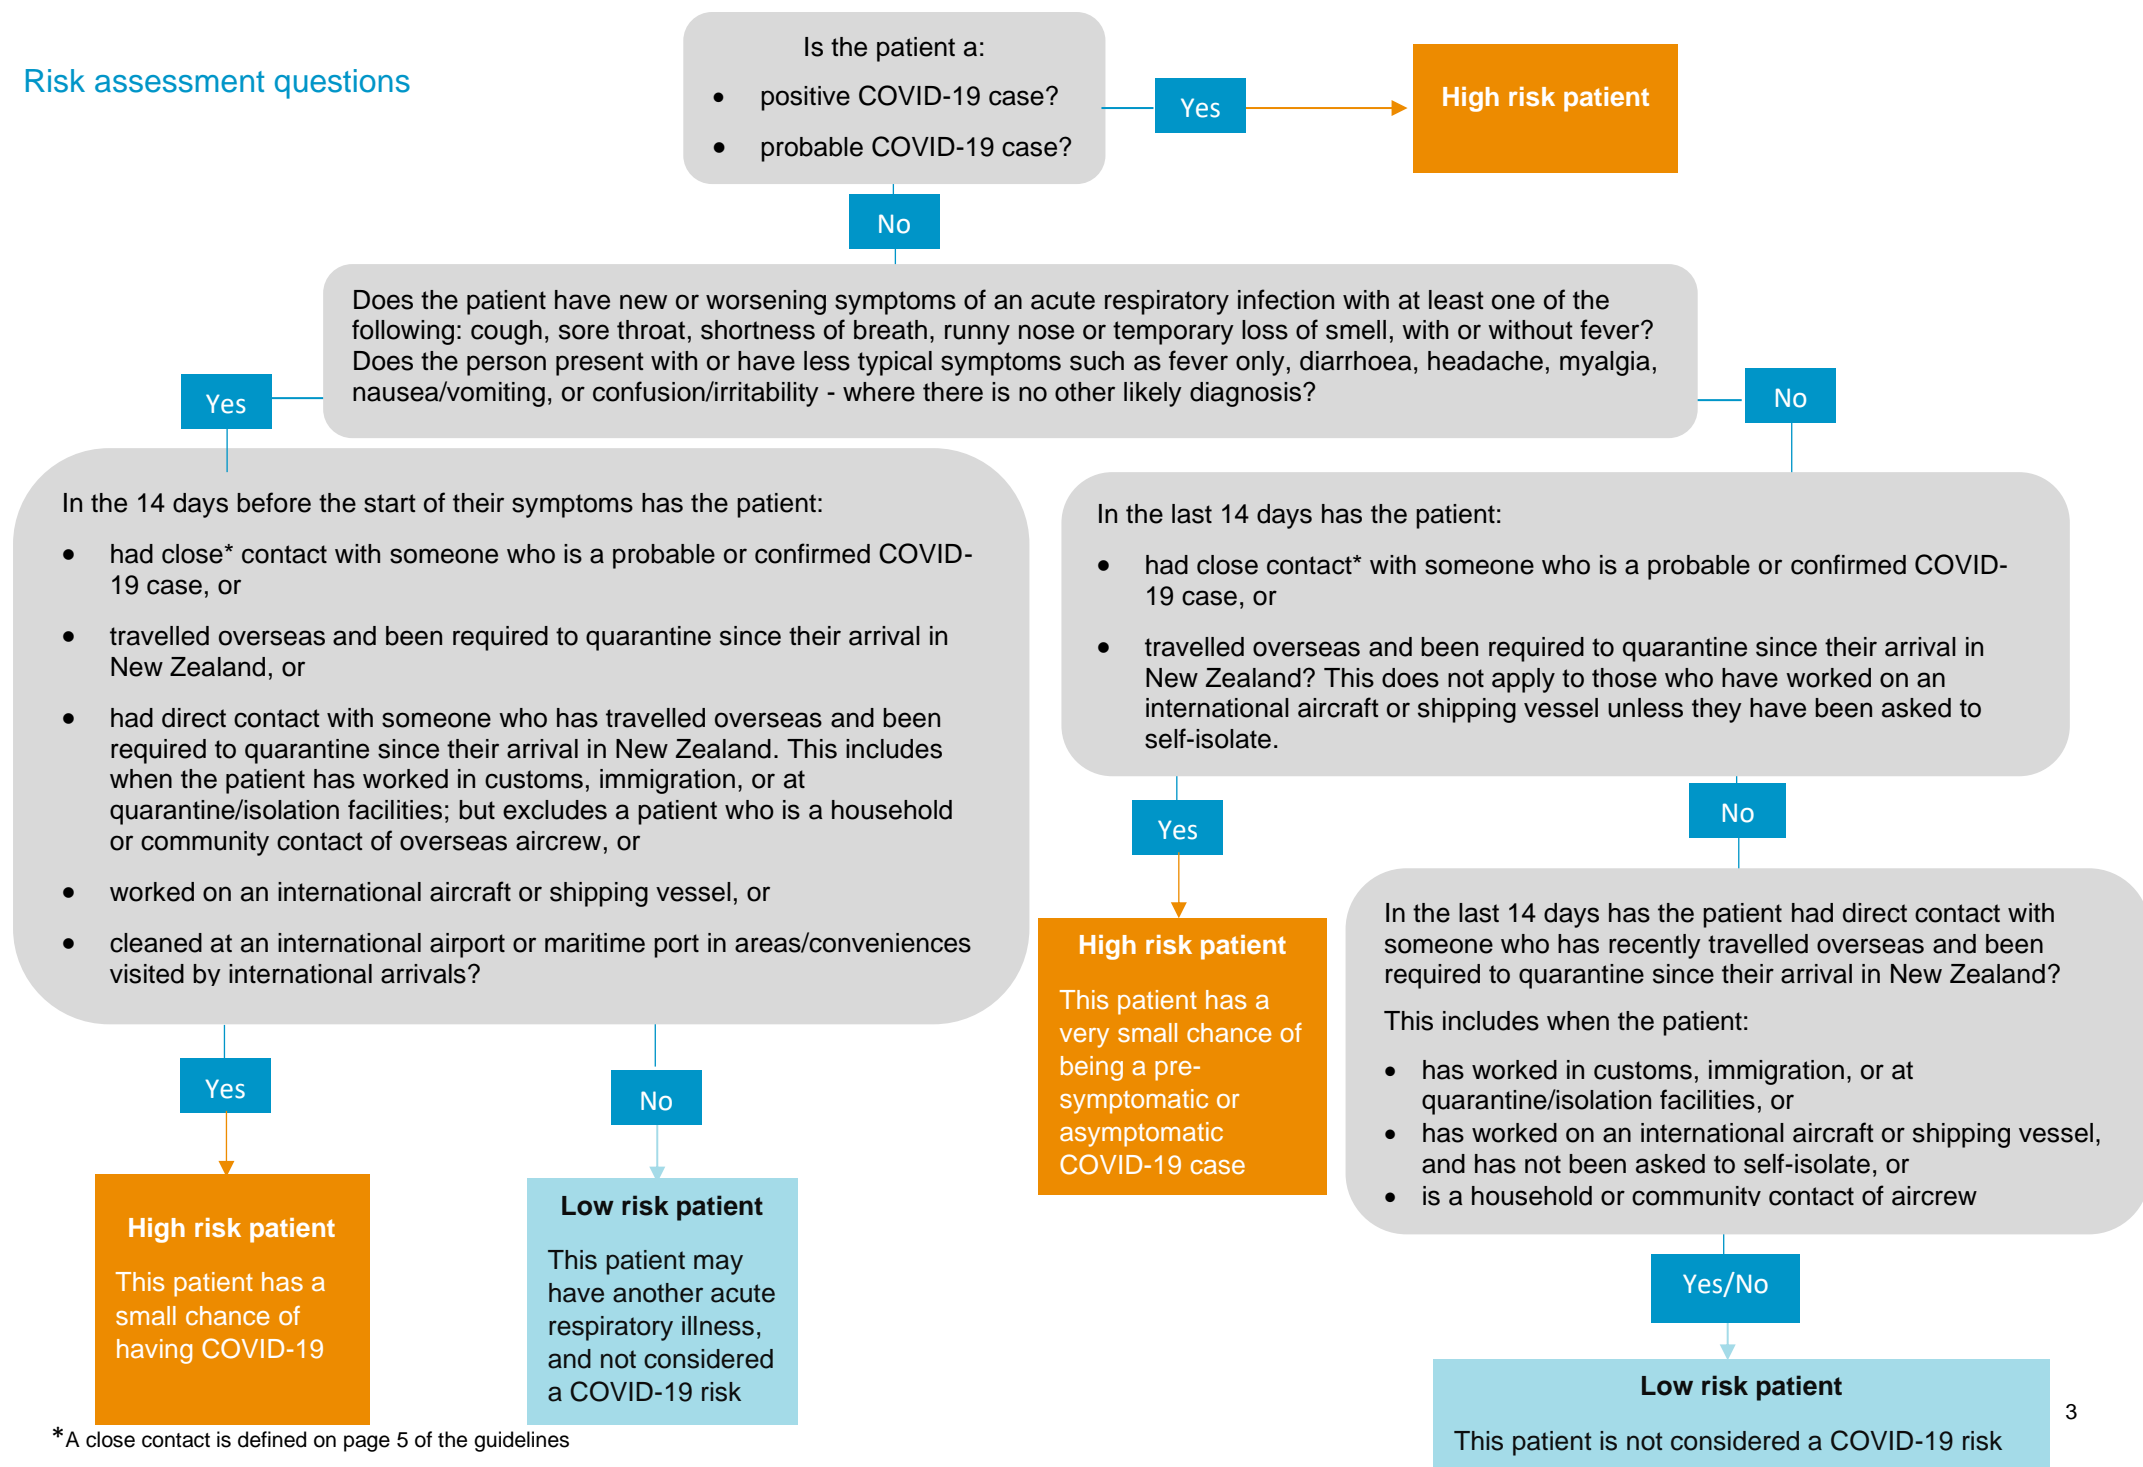 Risk assessment questions
Is the patient a:
• positive COVID-19 case?
• probable COVID-19 case?
Yes
High risk patient
No
Does the patient have new or worsening symptoms of an acute respiratory infection with at least one of the
following: cough, sore throat, shortness of breath, runny nose or temporary loss of smell, with or without fever?
Does the person present with or have less typical symptoms such as fever only, diarrhoea, headache, myalgia,
nausea/vomiting, or confusion/irritability - where there is no other likely diagnosis?
Yes
No
In the 14 days before the start of their symptoms has the patient:
• had close* contact with someone who is a probable or confirmed COVID-
19 case, or
• travelled overseas and been required to quarantine since their arrival in
New Zealand, or
• had direct contact with someone who has travelled overseas and been
required to quarantine since their arrival in New Zealand. This includes
when the patient has worked in customs, immigration, or at
quarantine/isolation facilities; but excludes a patient who is a household
or community contact of overseas aircrew, or
• worked on an international aircraft or shipping vessel, or
• cleaned at an international airport or maritime port in areas/conveniences
visited by international arrivals?
In the last 14 days has the patient:
• had close contact* with someone who is a probable or confirmed COVID-
19 case, or
• travelled overseas and been required to quarantine since their arrival in
New Zealand? This does not apply to those who have worked on an
international aircraft or shipping vessel unless they have been asked to
self-isolate.
Yes
No
High risk patient
This patient has a
very small chance of
being a pre-
symptomatic or
asymptomatic
COVID-19 case
In the last 14 days has the patient had direct contact with
someone who has recently travelled overseas and been
required to quarantine since their arrival in New Zealand?
This includes when the patient:
• has worked in customs, immigration, or at
quarantine/isolation facilities, or
• has worked on an international aircraft or shipping vessel,
and has not been asked to self-isolate, or
• is a household or community contact of aircrew
Yes
No
High risk patient
This patient has a
small chance of
having COVID-19
Low risk patient
This patient may
have another acute
respiratory illness,
and not considered
a COVID-19 risk
Yes/No
Low risk patient
This patient is not considered a COVID-19 risk
*A close contact is defined on page 5 of the guidelines
3